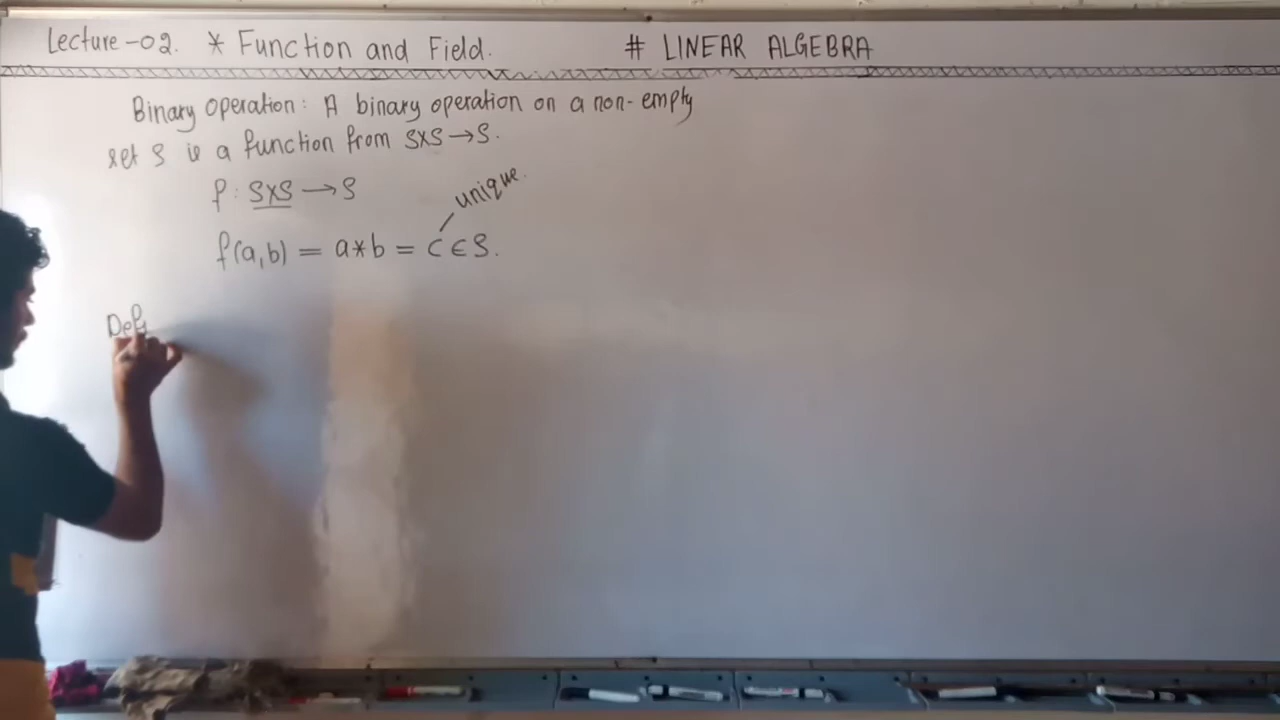 Lecture-02. * Function and Field. # LINEAR ALGEBRA
Binary operation: A binary operation on a non-empty
set S is a function from S×S→S.
f: S×S → S
unique.
f(a,b) = a*b = c ∈ S.
Def